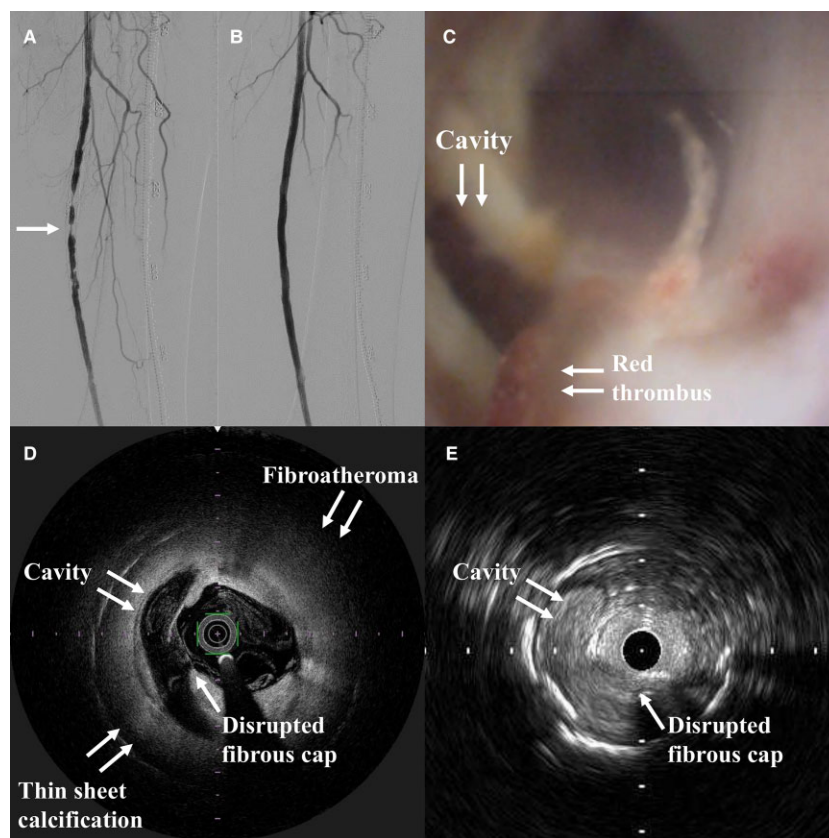 A
B
C
Cavity
Red
thrombus
D
Fibroatheroma
Cavity
Disrupted
fibrous cap
Thin sheet
calcification
E
Cavity
Disrupted
fibrous cap